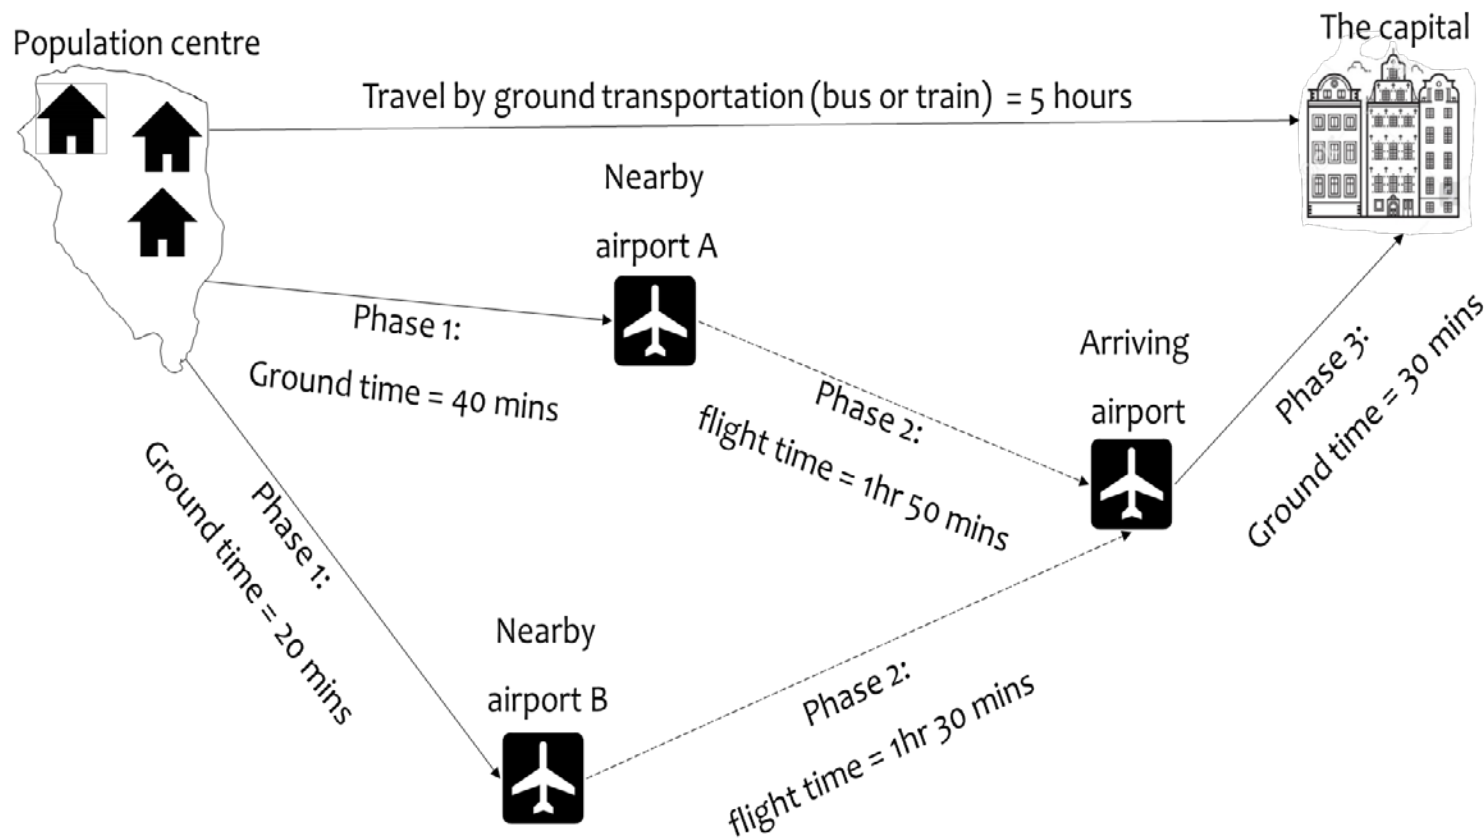 Population centre
The capital
Travel by ground transportation (bus or train) = 5 hours
Nearby
airport A
Phase 1:
Ground time = 40 mins
Phase 2:
flight time = 1hr 50 mins
Arriving
airport
Phase 3:
Ground time = 30 mins
Phase 1:
Ground time = 20 mins
Nearby
airport B
Phase 2:
flight time = 1hr 30 mins